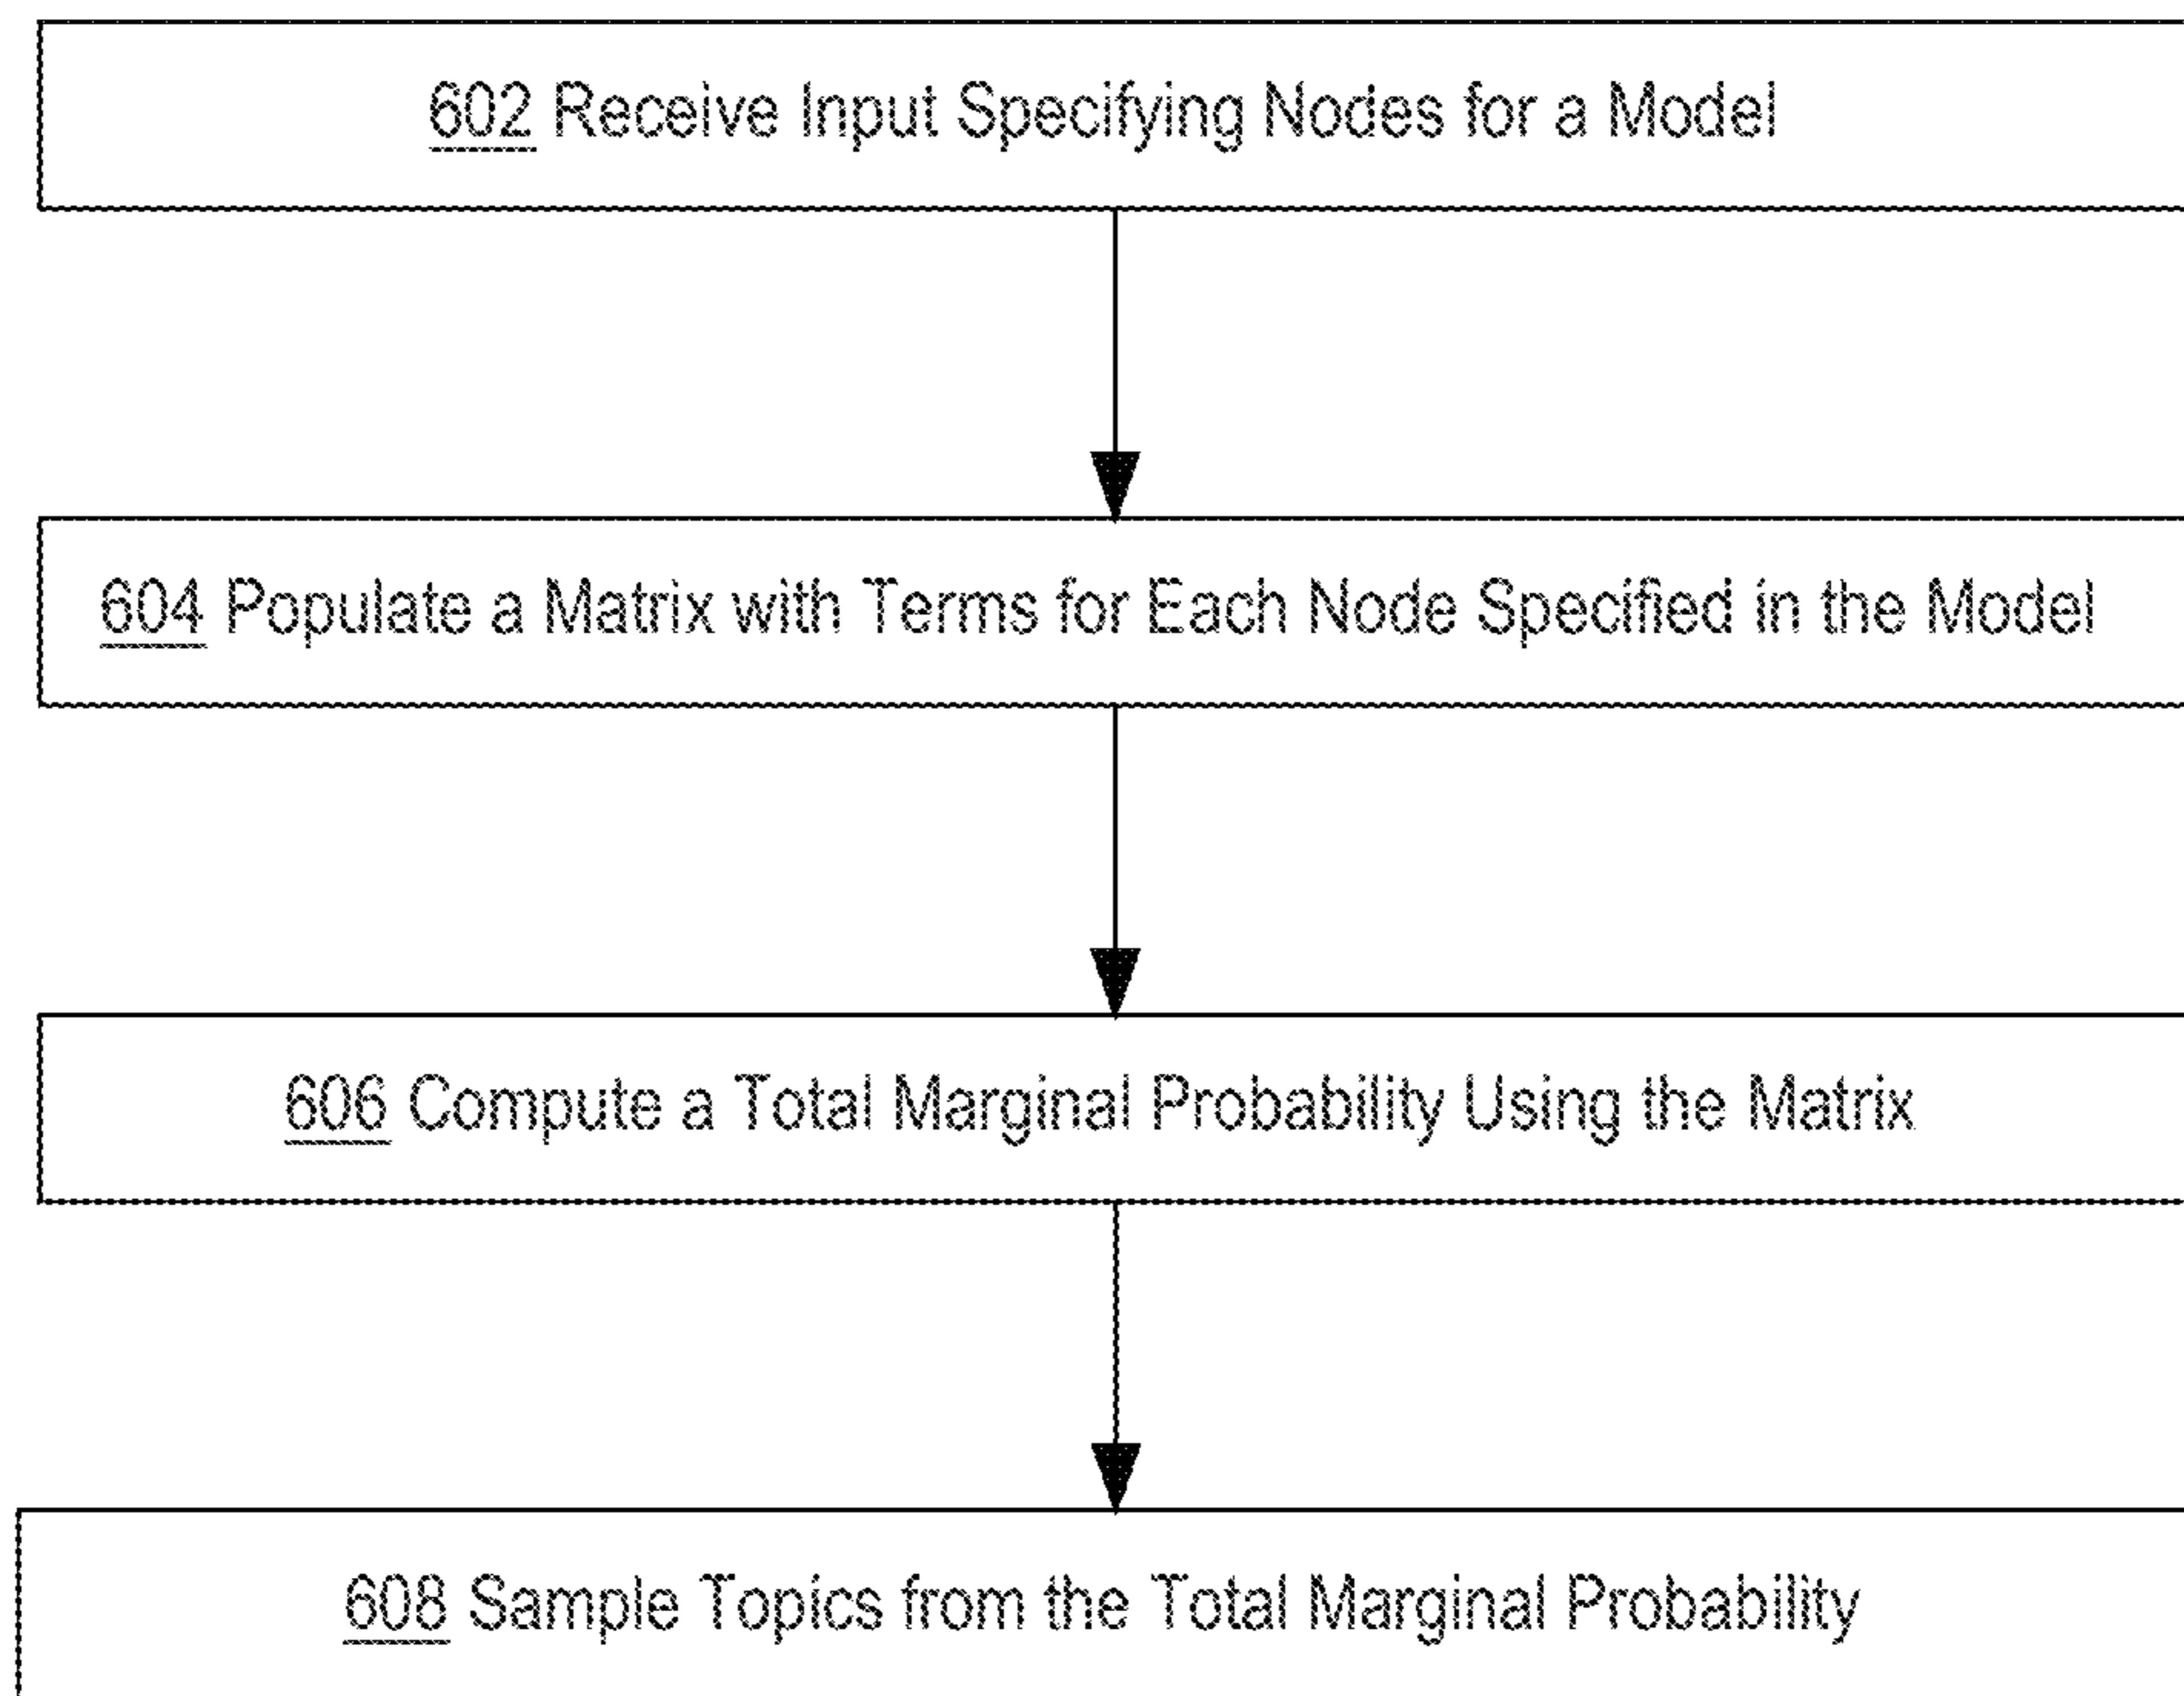 602 Receive Input Specifying Nodes for a Model
604 Populate a Matrix with Terms for Each Node Specified in the Model
606 Compute a Total Marginal Probability Using the Matrix
608 Sample Topics from the Total Marginal Probability